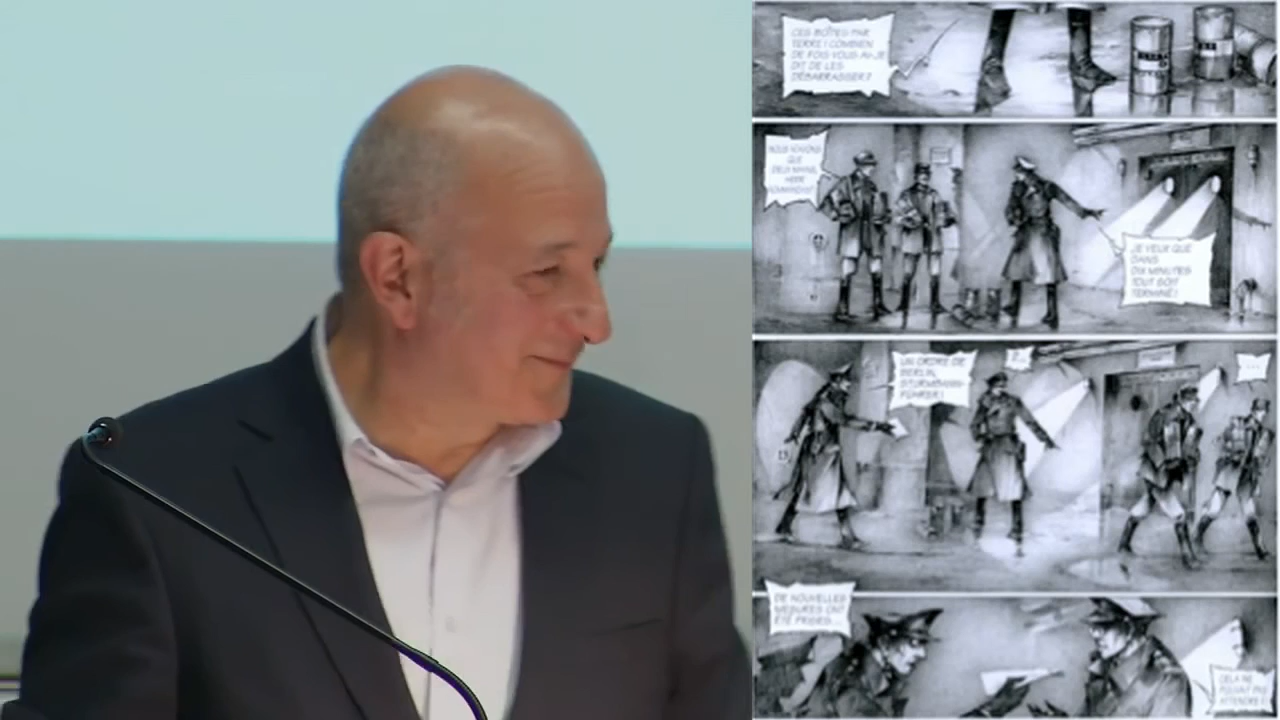 CES BOÎTES PAR
TERRE ! COMBIEN
DE FOIS VOUS AI-JE
DIT DE LES
DÉBARRASSER ?
NOUS N'AVONS
QUE
DEUX MAINS,
HERR
JE VEUX QUE
DANS
DIX MINUTES
TOUT SOIT
TERMINÉ !
UN ORDRE DE
BERLIN,
STURMBANN-
FÜHRER !
?...
...
DE NOUVELLES
MESURES ONT
ÉTÉ PRISES...
CELA NE
POUVAIT PAS
ATTENDRE ?